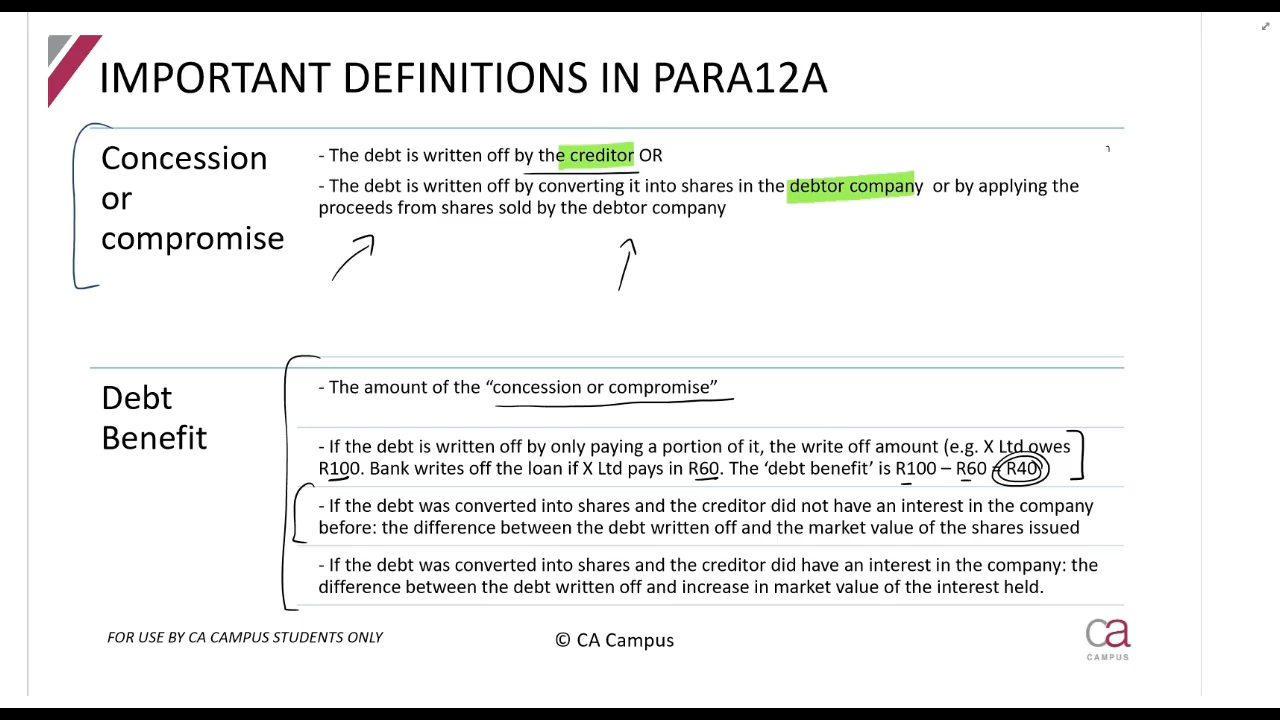 IMPORTANT DEFINITIONS IN PARA12A
Concession
or
compromise
- The debt is written off by the creditor OR
- The debt is written off by converting it into shares in the debtor company or by applying the
proceeds from shares sold by the debtor company
Debt
Benefit
- The amount of the “concession or compromise”
- If the debt is written off by only paying a portion of it, the write off amount (e.g. X Ltd owes
R100. Bank writes off the loan if X Ltd pays in R60. The ‘debt benefit’ is R100 – R60 = R40
- If the debt was converted into shares and the creditor did not have an interest in the company
before: the difference between the debt written off and the market value of the shares issued
- If the debt was converted into shares and the creditor did have an interest in the company: the
difference between the debt written off and increase in market value of the interest held.
FOR USE BY CA CAMPUS STUDENTS ONLY
© CA Campus
ca
CAMPUS